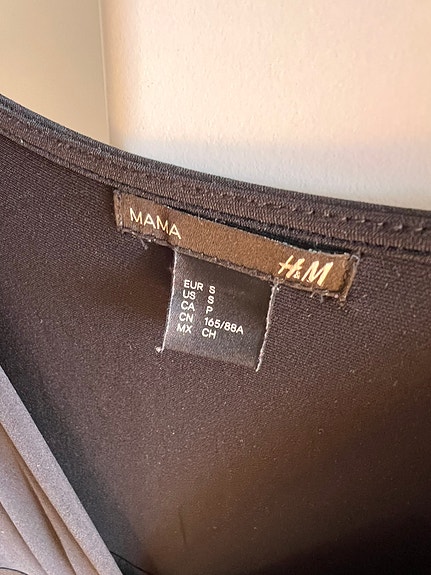 MAMA
H&M
EUR S
US S
CA P
CN 165/88A
MX CH